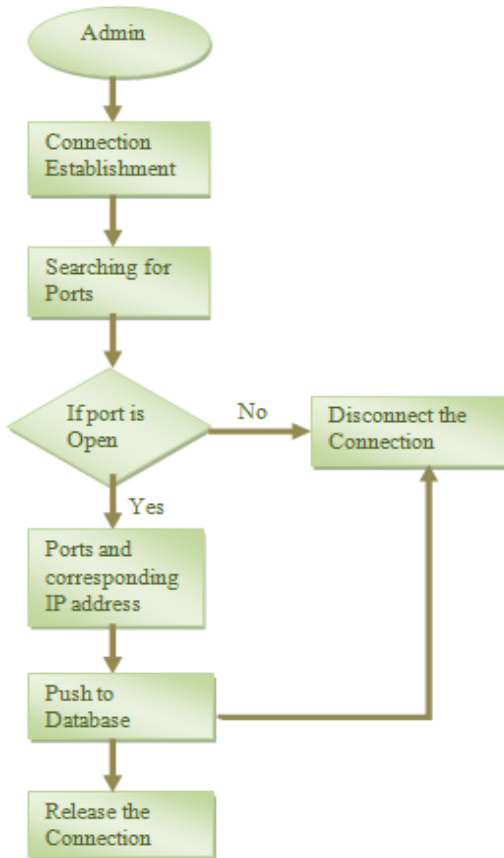 Admin
Connection
Establishment
Searching for
Ports
If port is
Open
No
Disconnect the
Connection
Yes
Ports and
corresponding
IP address
Push to
Database
Release the
Connection